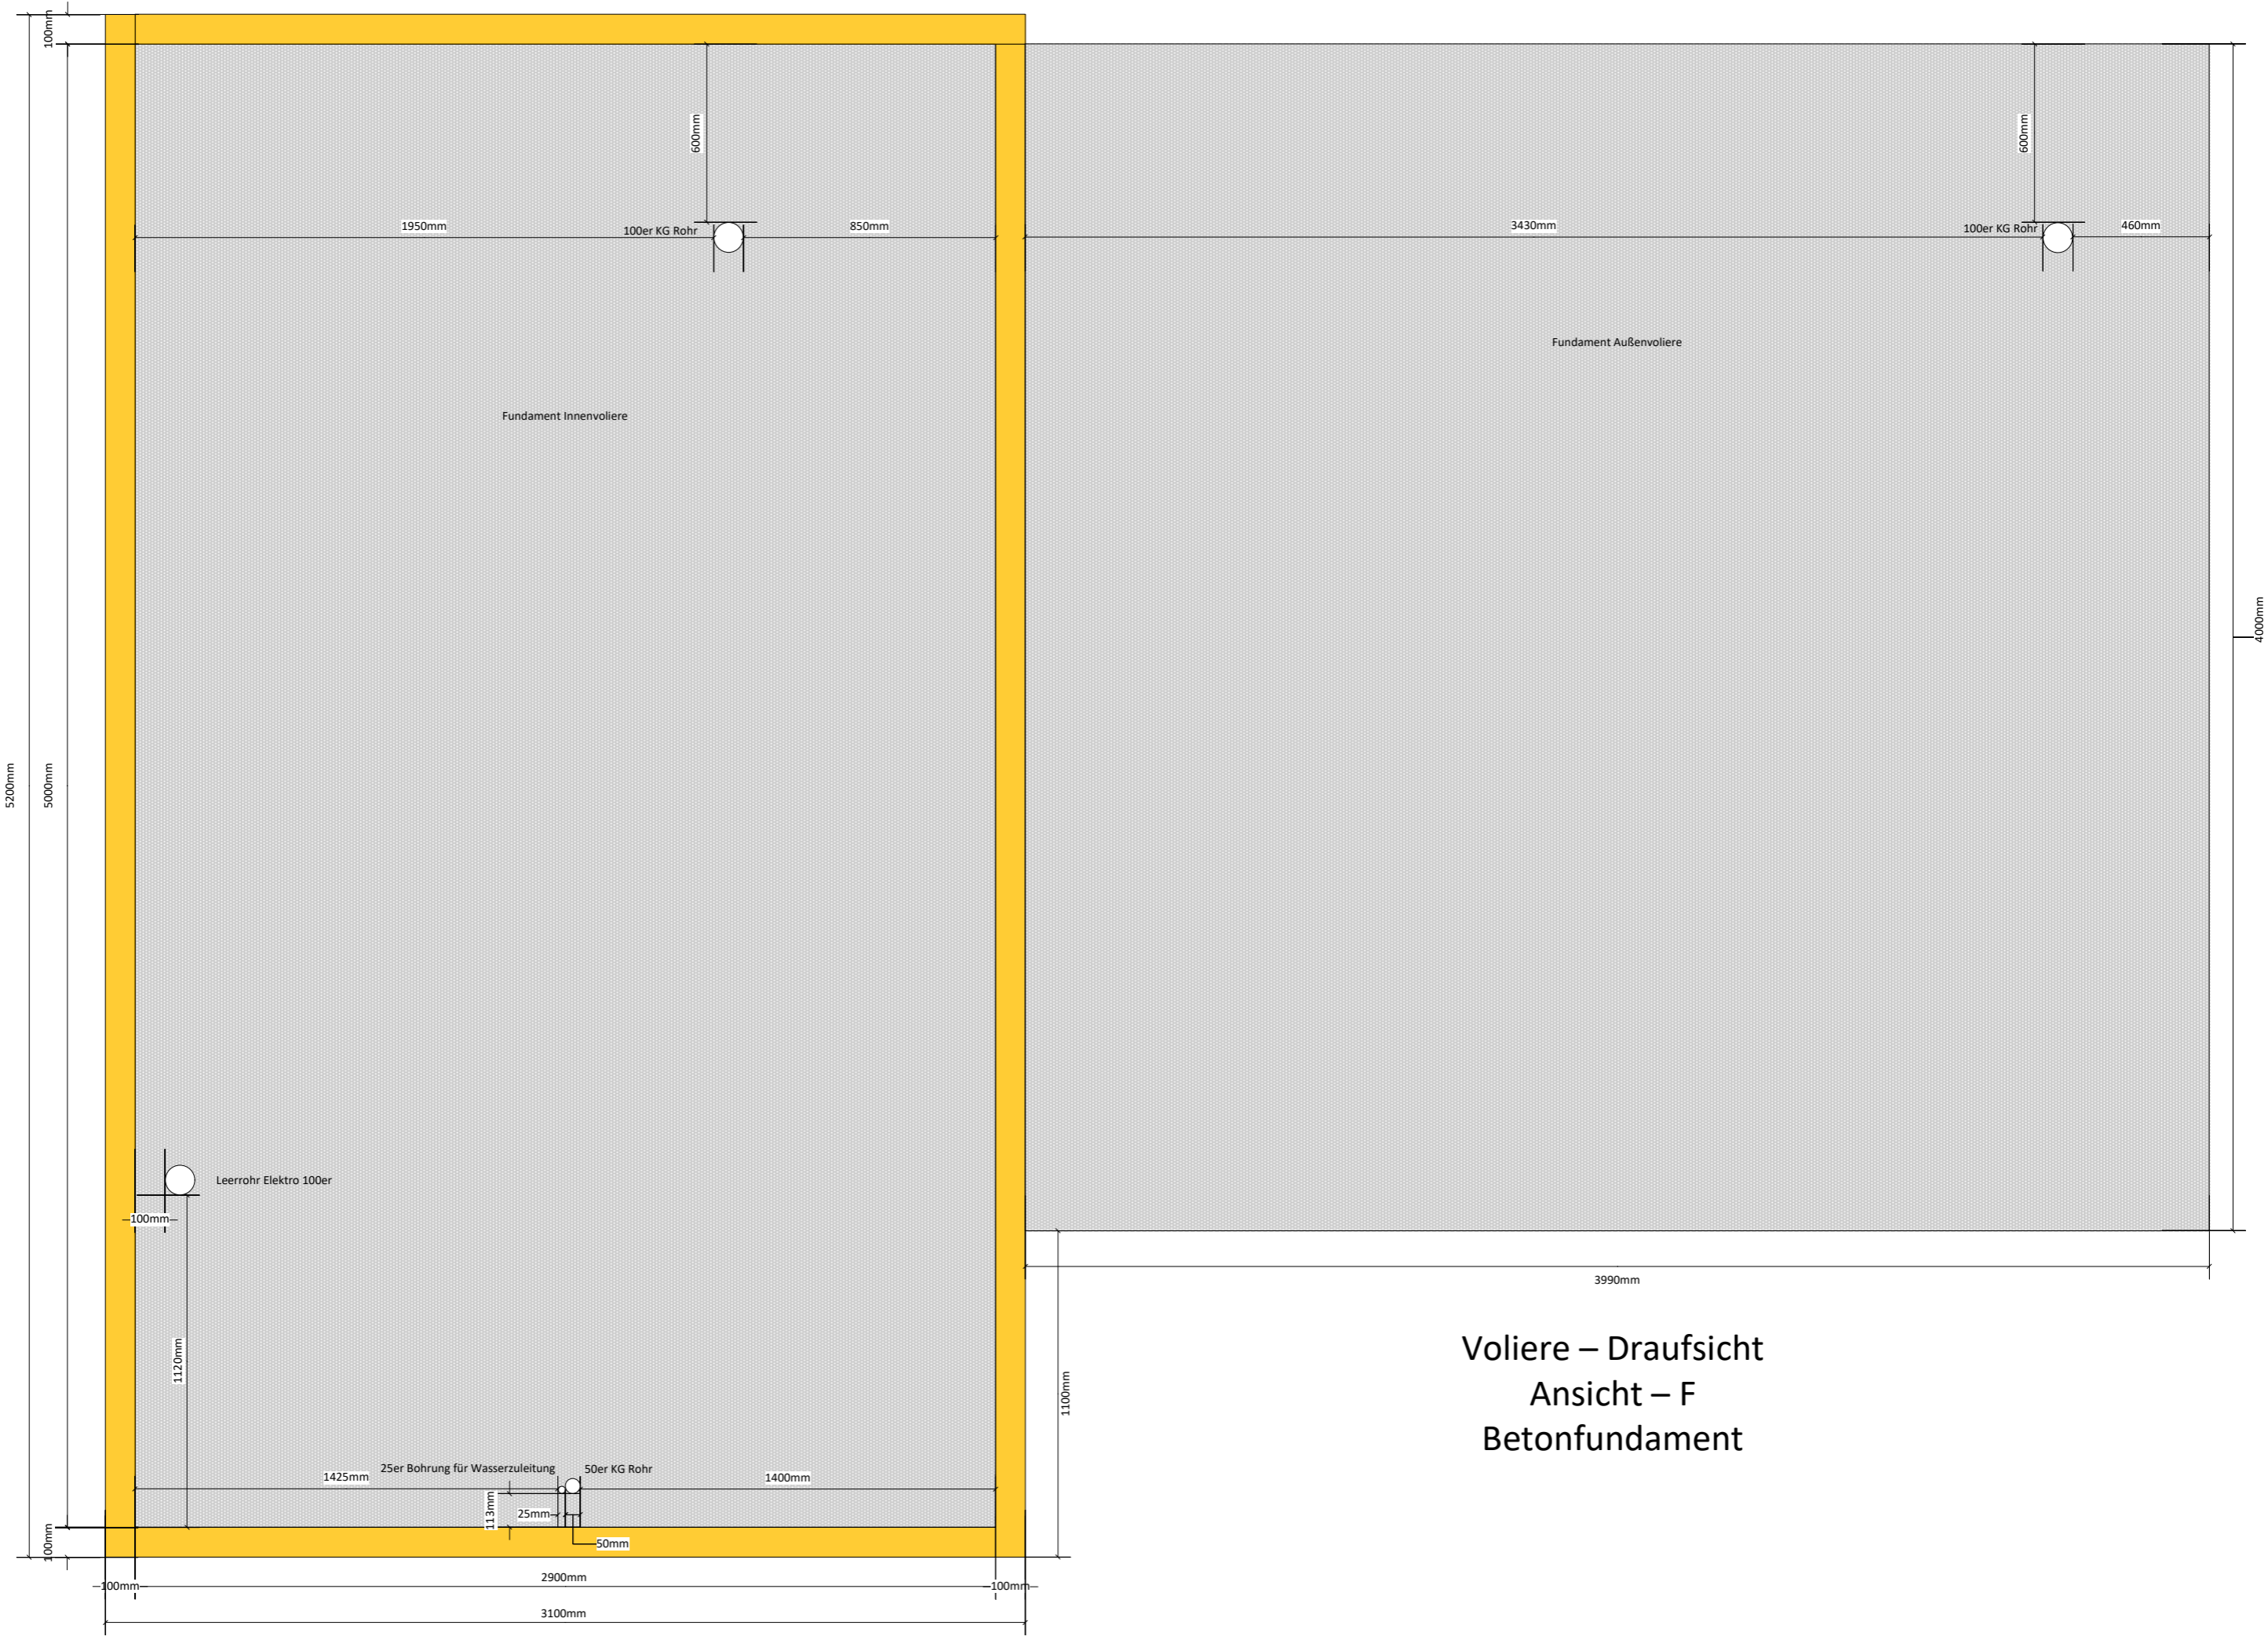 100mm
600mm
600mm
1950mm
100er KG Rohr
850mm
3430mm
100er KG Rohr
460mm
Fundament Außenvoliere
Fundament Innenvoliere
4000mm
5200mm
5000mm
Leerrohr Elektro 100er
100mm
3990mm
1120mm
1100mm
Voliere – Draufsicht
Ansicht – F
Betonfundament
25er Bohrung für Wasserzuleitung
50er KG Rohr
1425mm
1400mm
113mm
25mm
50mm
100mm
100mm
2900mm
100mm
3100mm